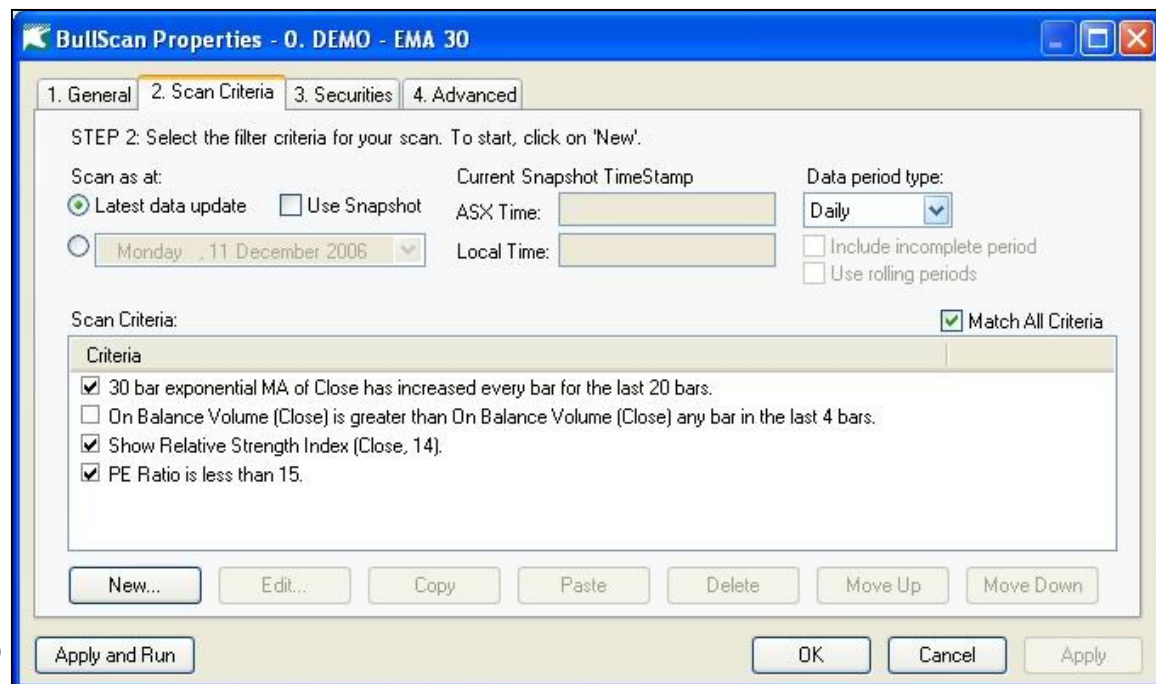 BullScan Properties - 0. DEMO - EMA 30
1. General 2. Scan Criteria 3. Securities 4. Advanced
STEP 2: Select the filter criteria for your scan. To start, click on 'New'.
Scan as at: Current Snapshot TimeStamp Data period type:
Latest data update Use Snapshot ASX Time: Daily
Monday , 11 December 2006 Local Time: Include incomplete period
Use rolling periods
Scan Criteria: Match All Criteria
Criteria
30 bar exponential MA of Close has increased every bar for the last 20 bars.
On Balance Volume (Close) is greater than On Balance Volume (Close) any bar in the last 4 bars.
Show Relative Strength Index (Close, 14).
PE Ratio is less than 15.
New... Edit... Copy Paste Delete Move Up Move Down
Apply and Run OK Cancel Apply